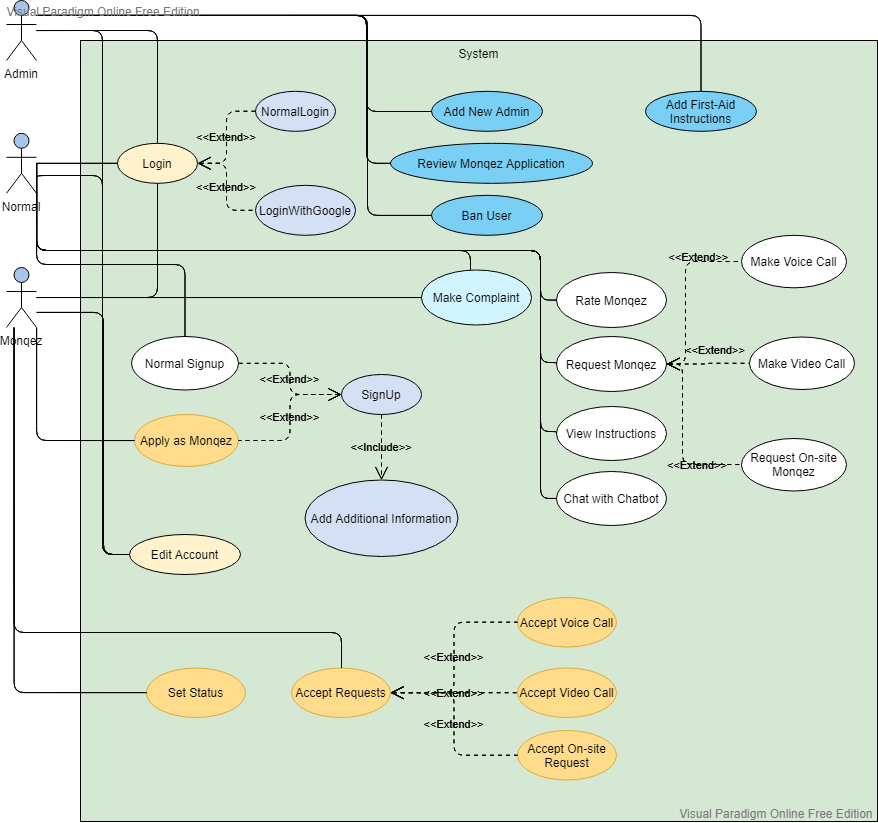 Visual Paradigm Online Free Edition
Admin
System
NormalLogin
Add New Admin
Add First-Aid
Instructions
<<Extend>>
Login
Review Monqez Application
<<Extend>>
Normal
LoginWithGoogle
Ban User
<<Extend>>
Make Voice Call
Make Complaint
Rate Monqez
Monqez
Normal Signup
<<Extend>>
Request Monqez
<<Extend>>
Make Video Call
SignUp
<<Extend>>
Apply as Monqez
View Instructions
<<Include>>
<<Extend>>
Request On-site
Monqez
Chat with Chatbot
Add Additional Information
Edit Account
Accept Voice Call
<<Extend>>
Set Status
Accept Requests
<<Extend>>
Accept Video Call
<<Extend>>
Accept On-site
Request
Visual Paradigm Online Free Edition